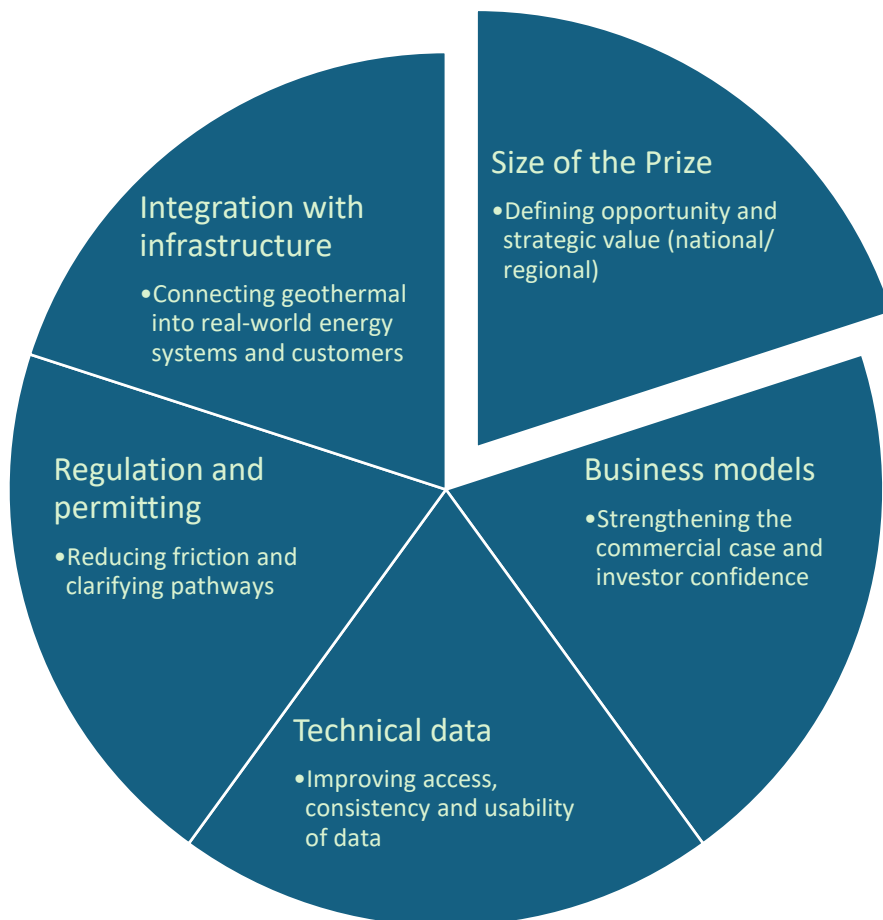 Size of the Prize
•Defining opportunity and
strategic value (national/
regional)
Business models
•Strengthening the
commercial case and
investor confidence
Technical data
•Improving access,
consistency and usability
of data
Regulation and
permitting
•Reducing friction and
clarifying pathways
Integration with
infrastructure
•Connecting geothermal
into real-world energy
systems and customers